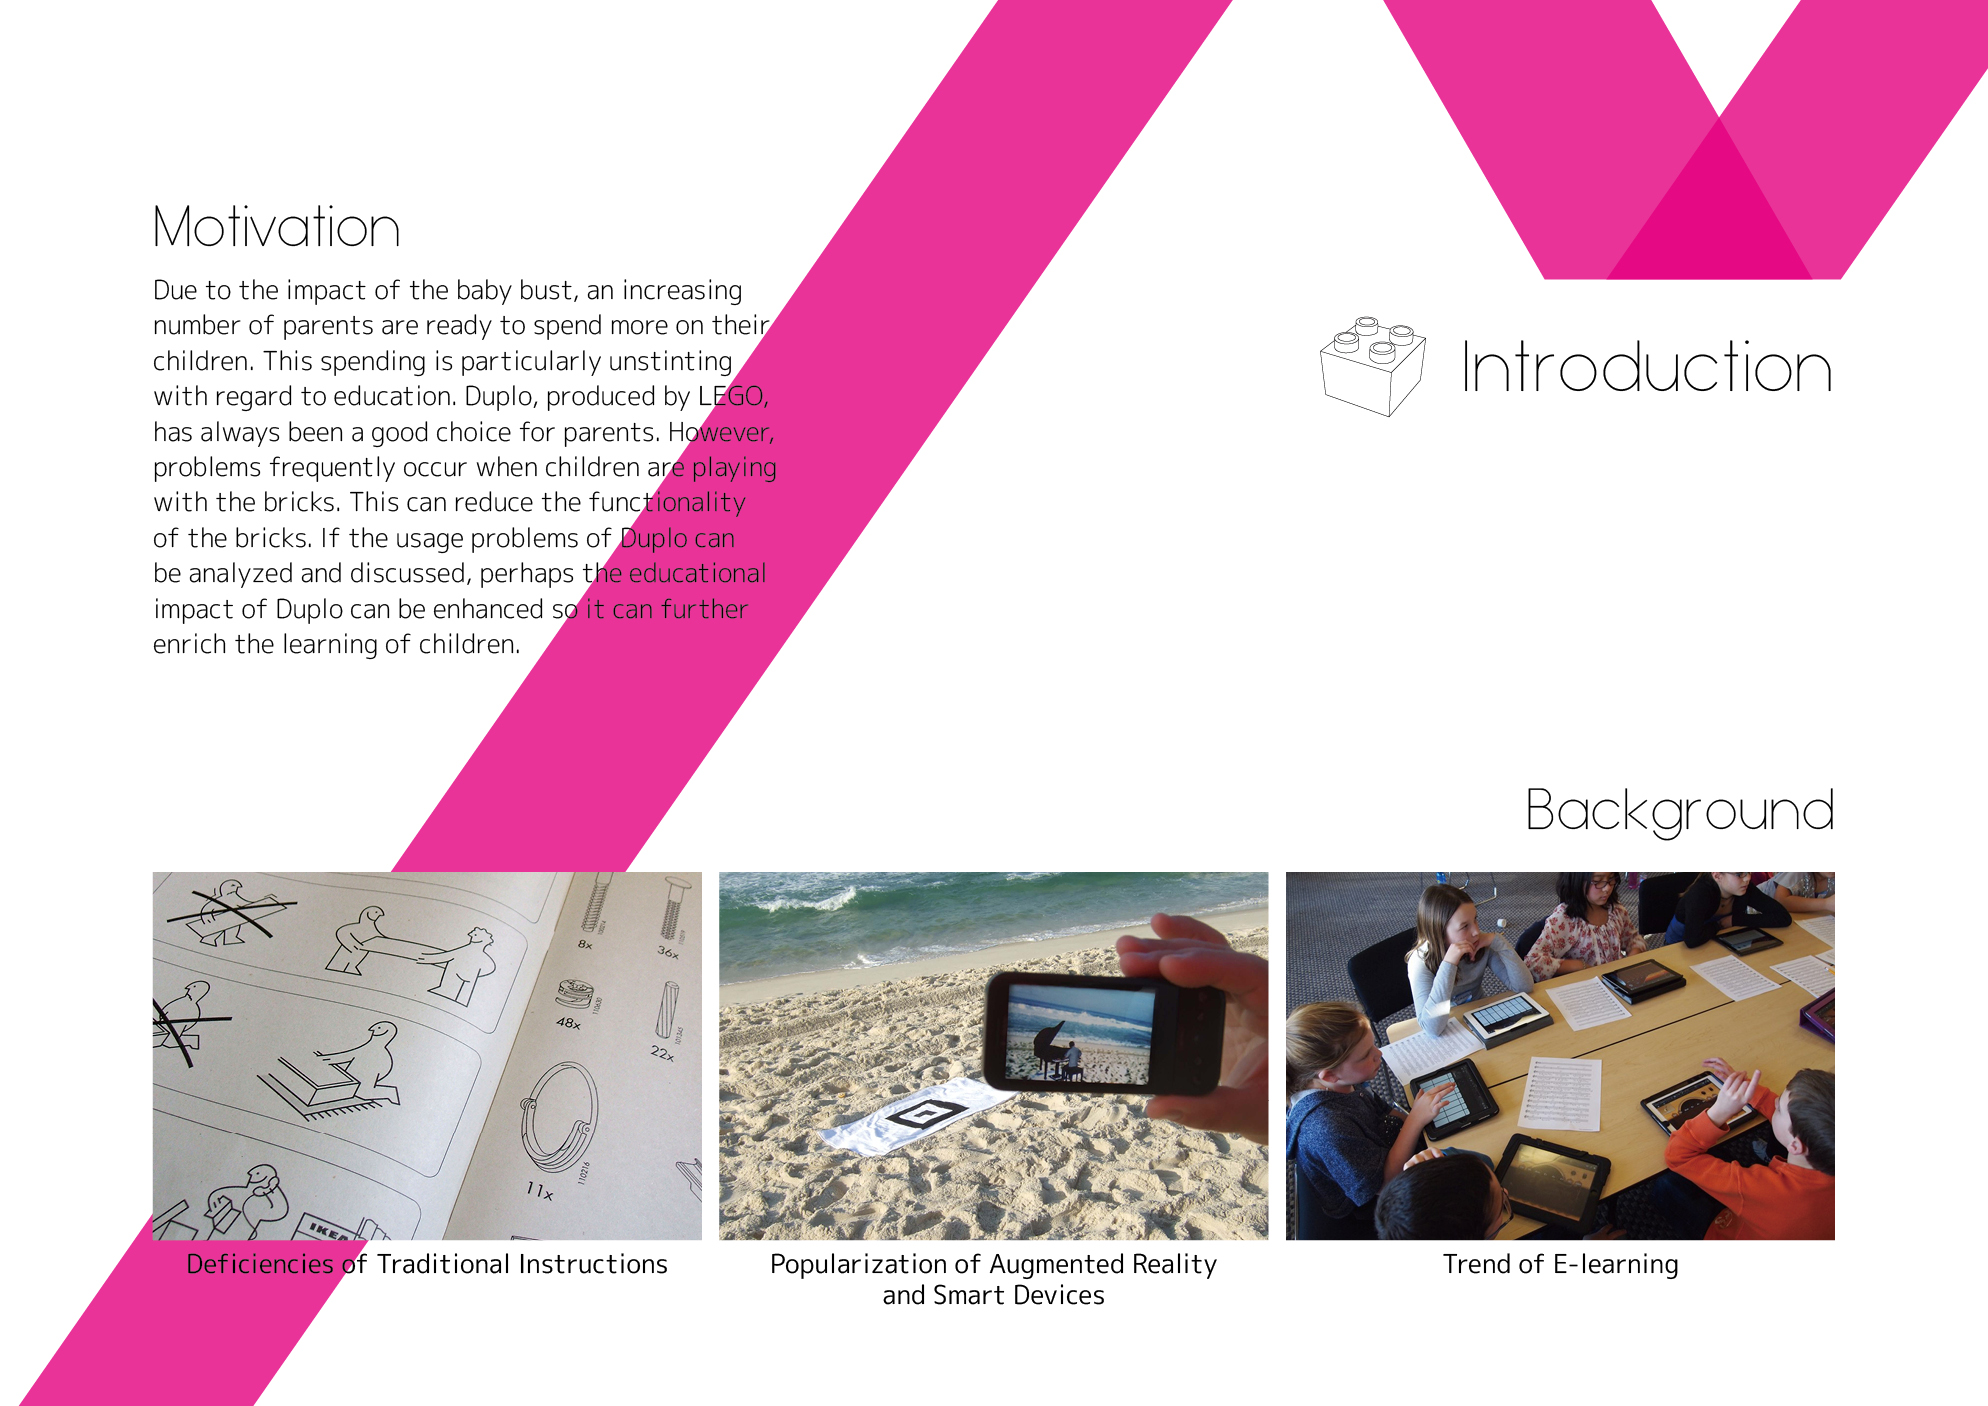 Motivation
Due to the impact of the baby bust, an increasing
number of parents are ready to spend more on their
children. This spending is particularly unstinting
with regard to education. Duplo, produced by LEGO,
has always been a good choice for parents. However,
problems frequently occur when children are playing
with the bricks. This can reduce the functionality
of the bricks. If the usage problems of Duplo can
be analyzed and discussed, perhaps the educational
impact of Duplo can be enhanced so it can further
enrich the learning of children.
Introduction
Background
8x
36x
48x
22x
11x
110216
IKEA
Deficiencies of Traditional Instructions
Popularization of Augmented Reality
and Smart Devices
Trend of E-learning